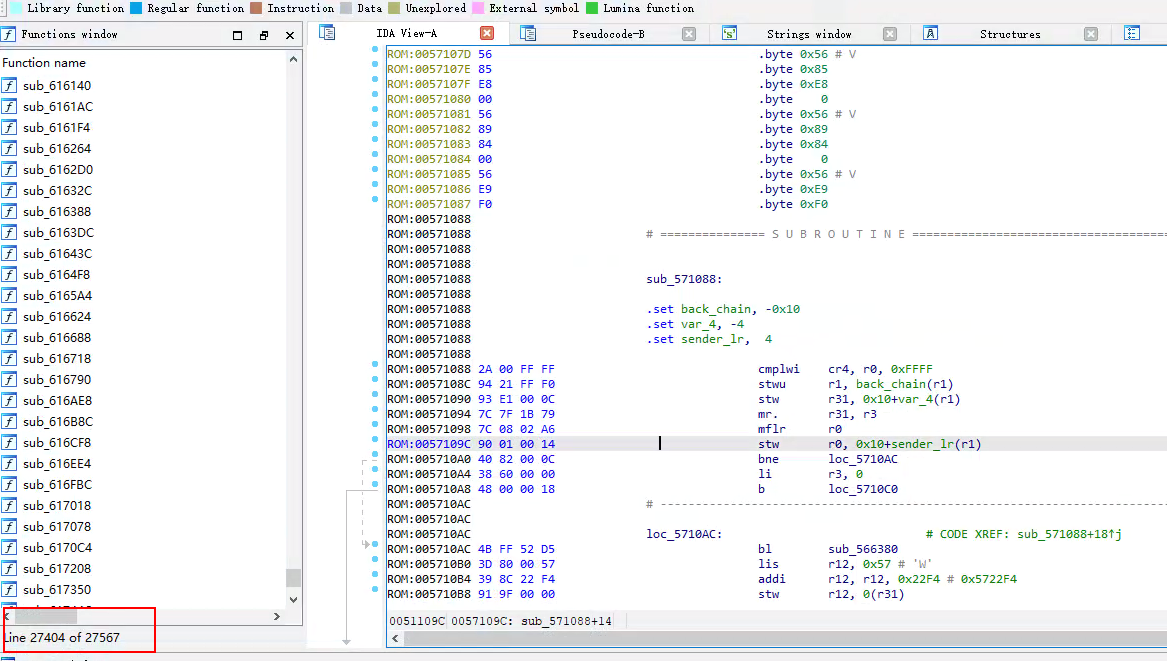 Library function Regular function Instruction Data Unexplored External symbol Lumina function
Functions window
IDA View-A Pseudocode-B Strings window Structures
Function name
sub_616140
sub_6161AC
sub_6161F4
sub_616264
sub_6162D0
sub_61632C
sub_616388
sub_6163DC
sub_61643C
sub_6164F8
sub_6165A4
sub_616624
sub_616688
sub_616718
sub_616790
sub_616AE8
sub_616B8C
sub_616CF8
sub_616EE4
sub_616FBC
sub_617018
sub_617078
sub_6170C4
sub_617208
sub_617350
Line 27404 of 27567
ROM:0057107D 56 .byte 0x56 # V
ROM:0057107E 85 .byte 0x85
ROM:0057107F E8 .byte 0xE8
ROM:00571080 00 .byte 0
ROM:00571081 56 .byte 0x56 # V
ROM:00571082 89 .byte 0x89
ROM:00571083 84 .byte 0x84
ROM:00571084 00 .byte 0
ROM:00571085 56 .byte 0x56 # V
ROM:00571086 E9 .byte 0xE9
ROM:00571087 F0 .byte 0xF0
ROM:00571088
ROM:00571088 # =============== S U B R O U T I N E =====================================
ROM:00571088
ROM:00571088
ROM:00571088 sub_571088:
ROM:00571088
ROM:00571088 .set back_chain, -0x10
ROM:00571088 .set var_4, -4
ROM:00571088 .set sender_lr, 4
ROM:00571088
ROM:00571088 2A 00 FF FF cmplwi cr4, r0, 0xFFFF
ROM:0057108C 94 21 FF F0 stwu r1, back_chain(r1)
ROM:00571090 93 E1 00 0C stw r31, 0x10+var_4(r1)
ROM:00571094 7C 7F 1B 79 mr. r31, r3
ROM:00571098 7C 08 02 A6 mflr r0
ROM:0057109C 90 01 00 14 stw r0, 0x10+sender_lr(r1)
ROM:005710A0 40 82 00 0C bne loc_5710AC
ROM:005710A4 38 60 00 00 li r3, 0
ROM:005710A8 48 00 00 18 b loc_5710C0
ROM:005710AC # ---------------------------------------------------------------------------
ROM:005710AC
ROM:005710AC loc_5710AC: # CODE XREF: sub_571088+18↑j
ROM:005710AC 4B FF 52 D5 bl sub_566380
ROM:005710B0 3D 80 00 57 lis r12, 0x57 # 'W'
ROM:005710B4 39 8C 22 F4 addi r12, r12, 0x22F4 # 0x5722F4
ROM:005710B8 91 9F 00 00 stw r12, 0(r31)
0051109C 0057109C: sub_571088+14